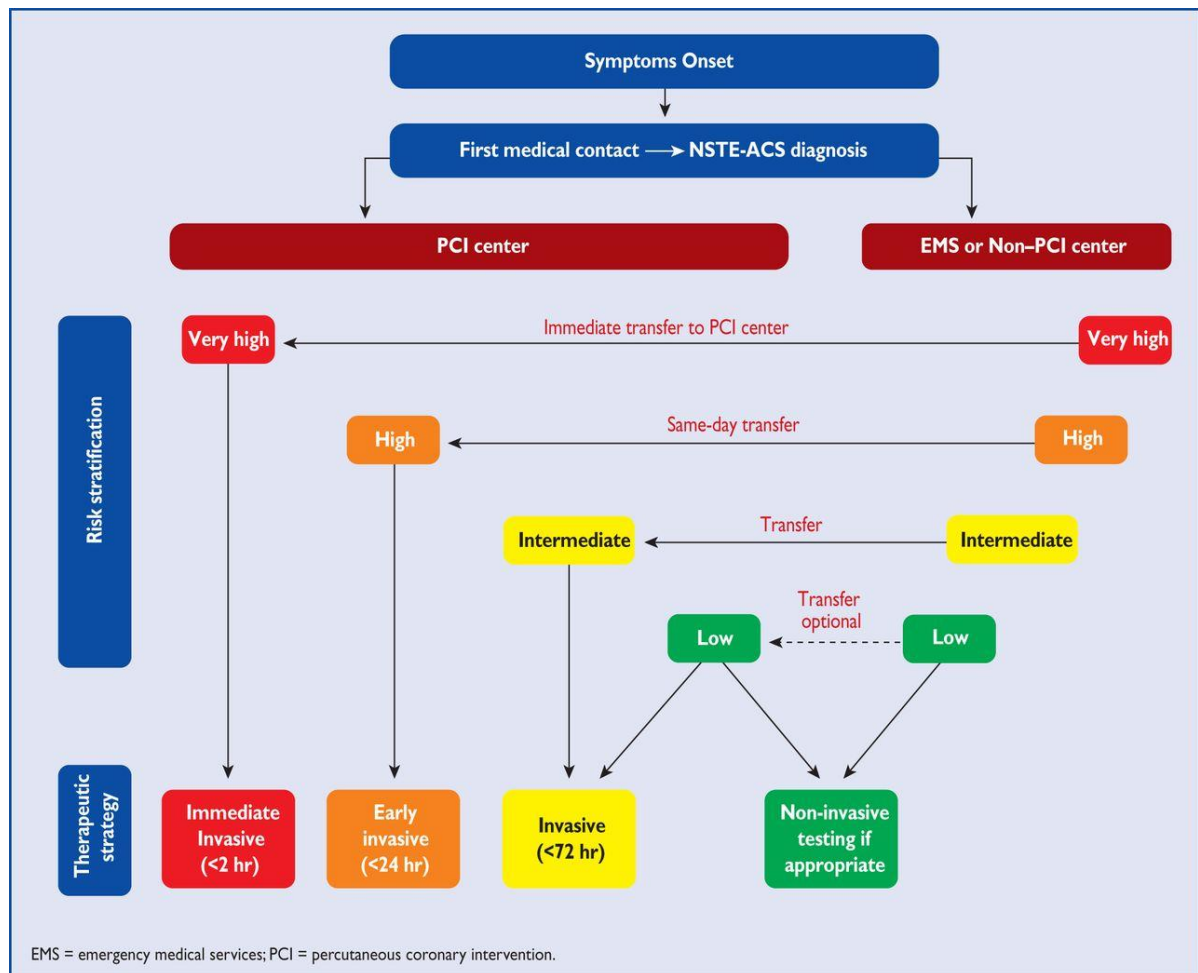 Symptoms Onset
First medical contact → NSTE-ACS diagnosis
PCI center
EMS or Non–PCI center
Risk stratification
Very high
Immediate transfer to PCI center
Very high
High
Same-day transfer
High
Intermediate
Transfer
Intermediate
Low
Transfer
optional
Low
Therapeutic
strategy
Immediate
Invasive
(<2 hr)
Early
invasive
(<24 hr)
Invasive
(<72 hr)
Non-invasive
testing if
appropriate
EMS = emergency medical services; PCI = percutaneous coronary intervention.